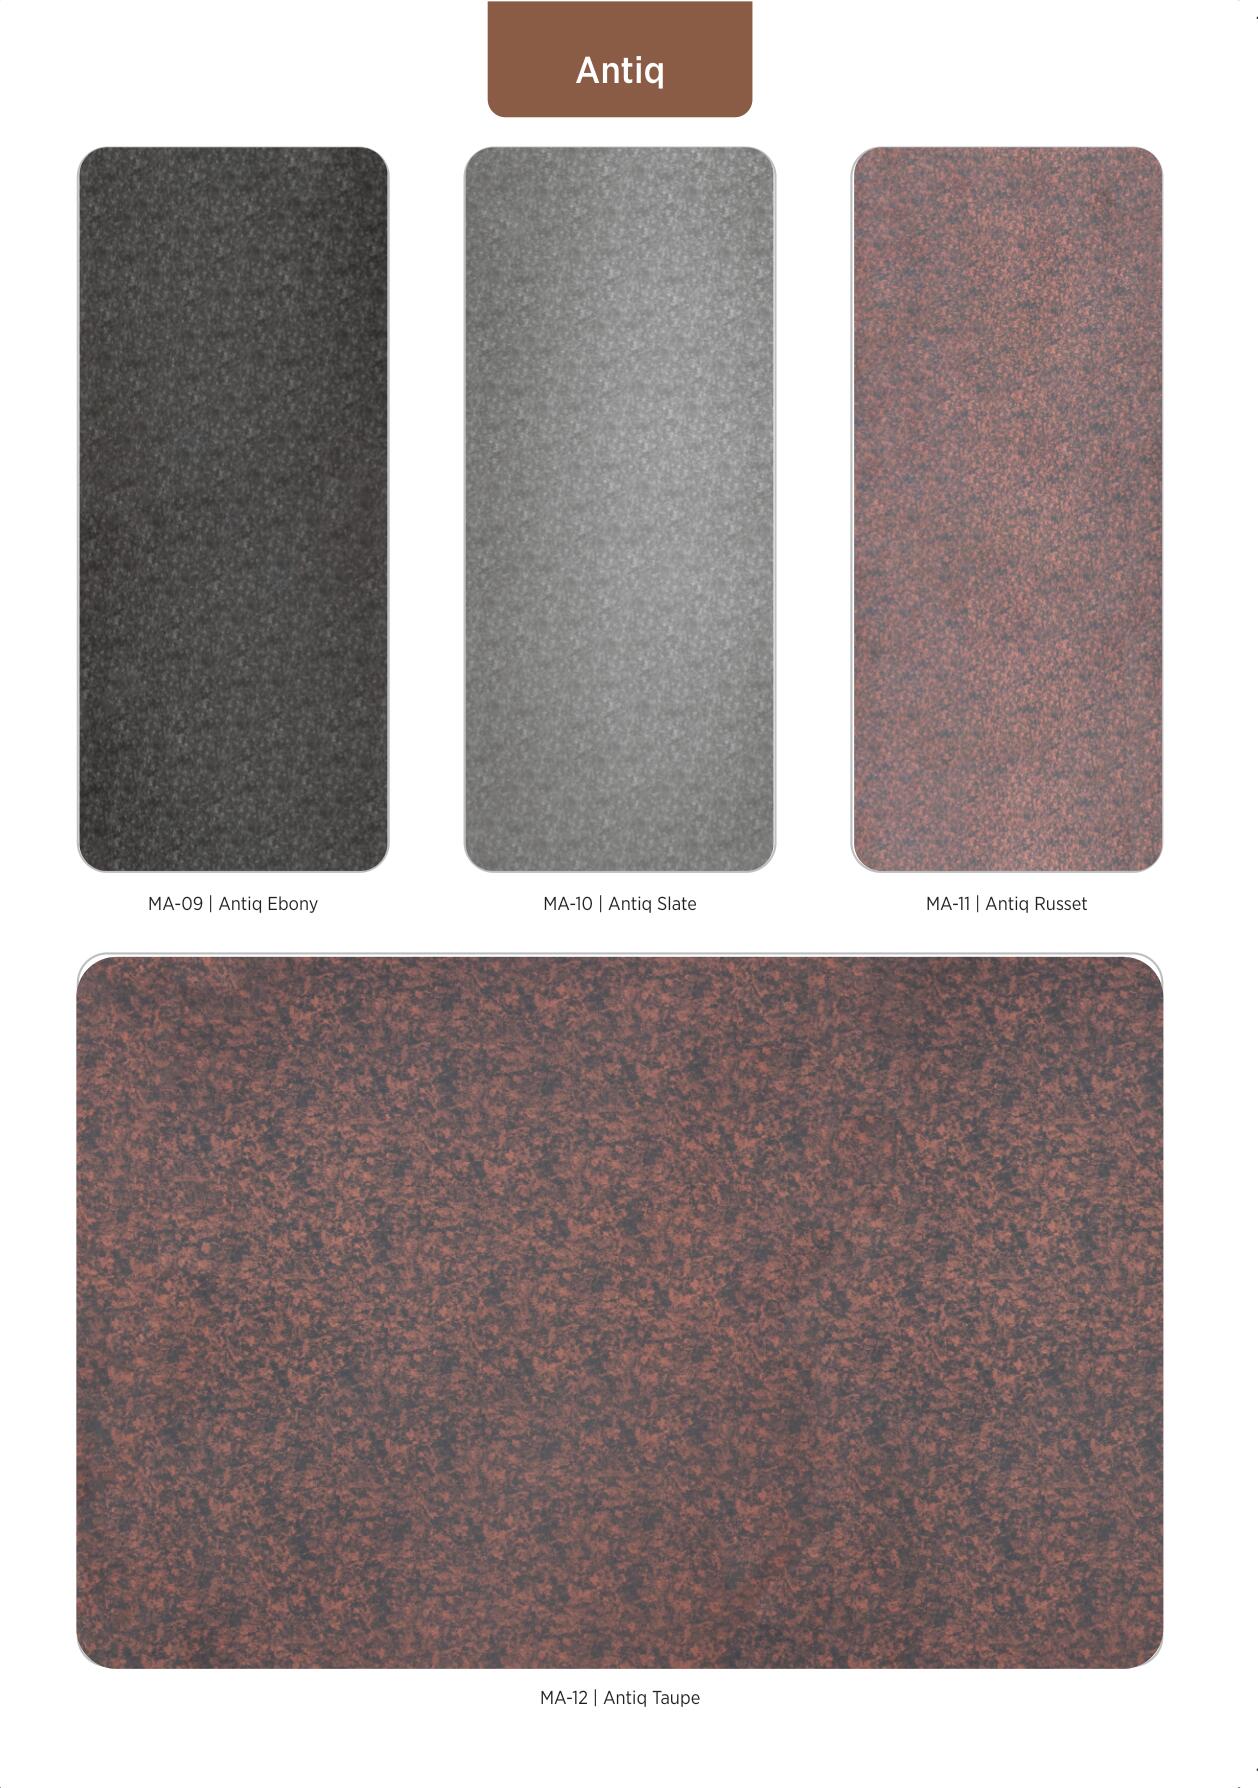 Antiq
MA-09 | Antiq Ebony
MA-10 | Antiq Slate
MA-11 | Antiq Russet
MA-12 | Antiq Taupe